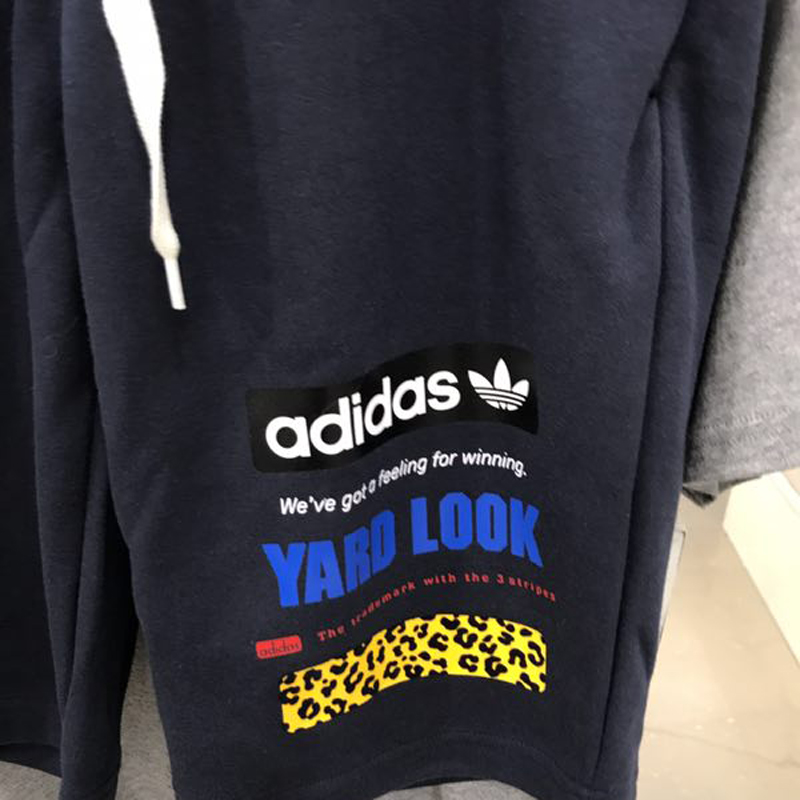 adidas
We've got a feeling for winning.
YARD LOOK
The trademark with the 3 stripes
adidas